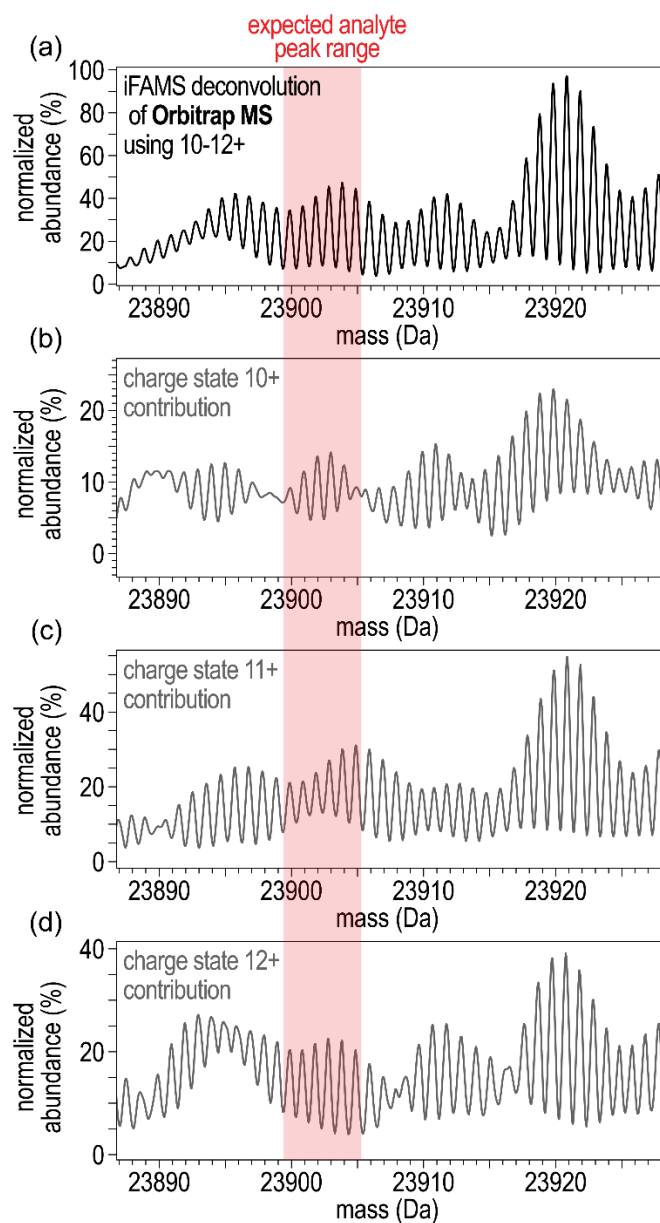 expected analyte
peak range
(a)
iFAMS deconvolution
of Orbitrap MS
using 10-12+
normalized
abundance (%)
100
80
60
40
20
0
23890
23900
23910
23920
mass (Da)
(b)
charge state 10+
contribution
normalized
abundance (%)
20
10
0
23890
23900
23910
23920
mass (Da)
(c)
charge state 11+
contribution
normalized
abundance (%)
40
20
0
23890
23900
23910
23920
mass (Da)
(d)
charge state 12+
contribution
normalized
abundance (%)
40
20
0
23890
23900
23910
23920
mass (Da)